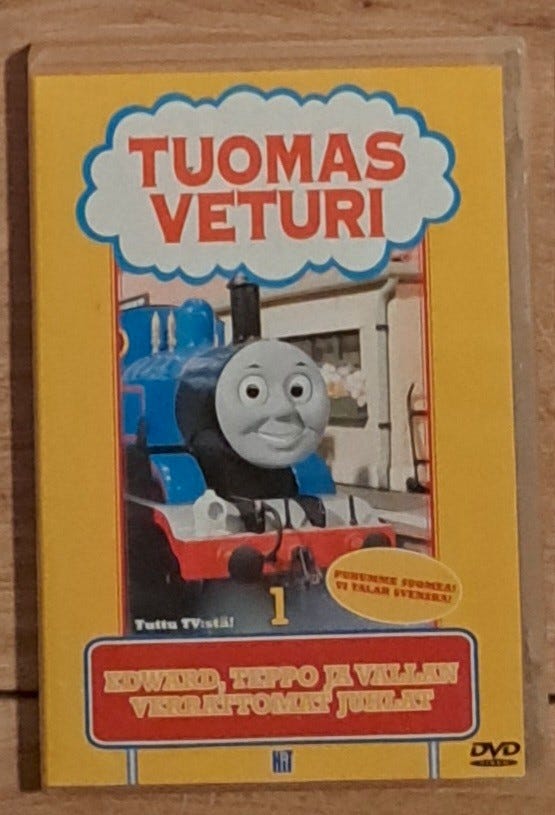 TUOMAS
VETURI
PUHUMME SUOMEA!
VI TALAR SVENSKA!
Tuttu TV:stä!
1
EDWARD, TEPPO JA VALLAN
VERRATTOMAT JUHLAT
HiT
DVD
VIDEO